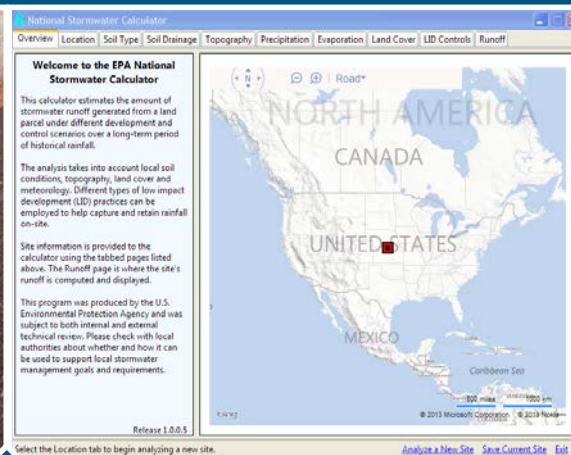 National Stormwater Calculator
Overview Location Soil Type Soil Drainage Topography Precipitation Evaporation Land Cover LID Controls Runoff
Welcome to the EPA National
Stormwater Calculator
This calculator estimates the amount of
stormwater runoff generated from a land
parcel under different development and
control scenarios over a long-term period
of historical rainfall.
The analysis takes into account local soil
conditions, topography, land cover and
meteorology. Different types of low impact
development (LID) practices can be
employed to help capture and retain rainfall
on-site.
Site information is provided to the
calculator using the tabbed pages listed
above. The Runoff page is where the site's
runoff is computed and displayed.
This program was produced by the U.S.
Environmental Protection Agency and was
subject to both internal and external
technical review. Please check with local
authorities about whether and how it can
be used to support local stormwater
management goals and requirements.
Release 1.0.0.5
N
Road
NORTH AMERICA
CANADA
UNITED STATES
MEXICO
Caribbean Sea
miles 1000 km
© 2013 Microsoft Corporation © 2013 Nokia
Select the Location tab to begin analyzing a new site.
Analyze a New Site Save Current Site Exit